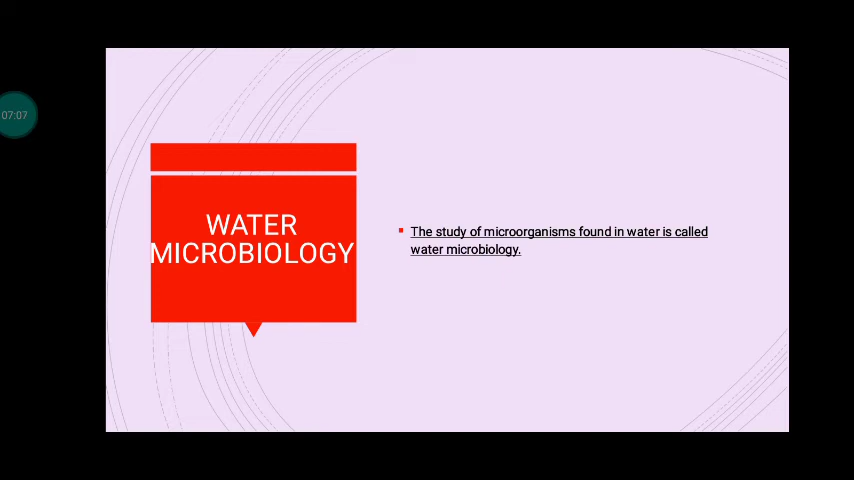 07:07
WATER
MICROBIOLOGY
The study of microorganisms found in water is called
water microbiology.